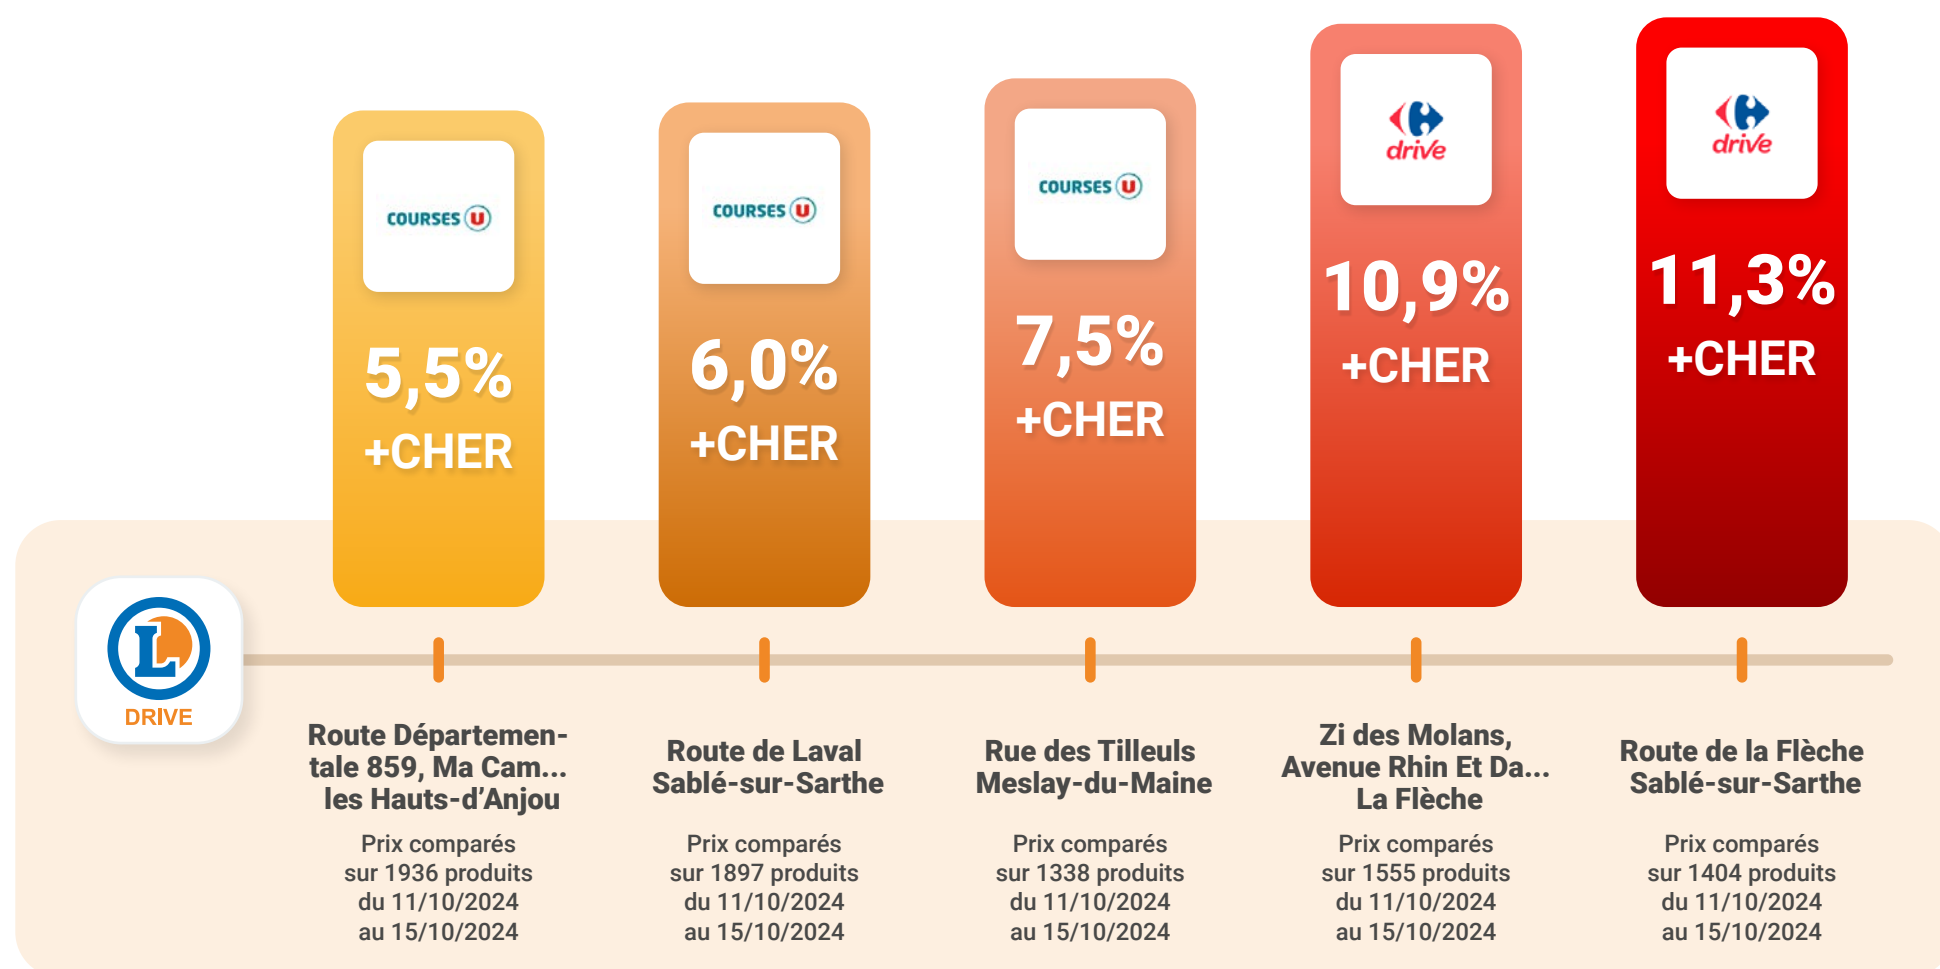 COURSES U
5,5%
+CHER
COURSES U
6,0%
+CHER
COURSES U
7,5%
+CHER
drive
10,9%
+CHER
drive
11,3%
+CHER
L
DRIVE
Route Départemen-
tale 859, Ma Cam...
les Hauts-d'Anjou
Prix comparés
sur 1936 produits
du 11/10/2024
au 15/10/2024
Route de Laval
Sablé-sur-Sarthe
Prix comparés
sur 1897 produits
du 11/10/2024
au 15/10/2024
Rue des Tilleuls
Meslay-du-Maine
Prix comparés
sur 1338 produits
du 11/10/2024
au 15/10/2024
Zi des Molans,
Avenue Rhin Et Da...
La Flèche
Prix comparés
sur 1555 produits
du 11/10/2024
au 15/10/2024
Route de la Flèche
Sablé-sur-Sarthe
Prix comparés
sur 1404 produits
du 11/10/2024
au 15/10/2024